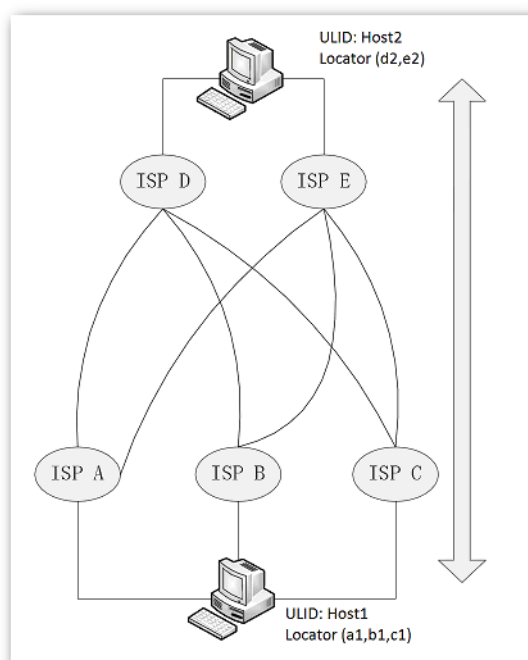 ULID: Host2
Locator (d2,e2)
ISP D
ISP E
ISP A
ISP B
ISP C
ULID: Host1
Locator (a1,b1,c1)